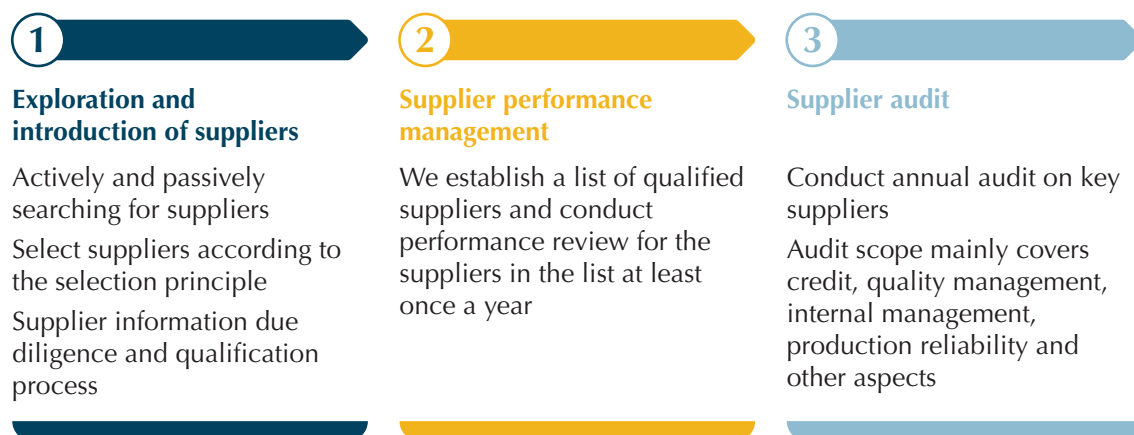 1
Exploration and
introduction of suppliers
Actively and passively
searching for suppliers
Select suppliers according to
the selection principle
Supplier information due
diligence and qualification
process
2
Supplier performance
management
We establish a list of qualified
suppliers and conduct
performance review for the
suppliers in the list at least
once a year
3
Supplier audit
Conduct annual audit on key
suppliers
Audit scope mainly covers
credit, quality management,
internal management,
production reliability and
other aspects